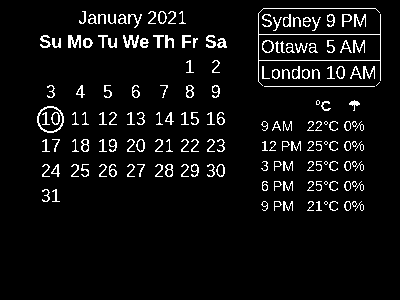 January 2021
Su Mo Tu We Th Fr Sa
1 2
3 4 5 6 7 8 9
10 11 12 13 14 15 16
17 18 19 20 21 22 23
24 25 26 27 28 29 30
31
Sydney 9 PM
Ottawa 5 AM
London 10 AM
°C ☂
9 AM 22°C 0%
12 PM 25°C 0%
3 PM 25°C 0%
6 PM 25°C 0%
9 PM 21°C 0%